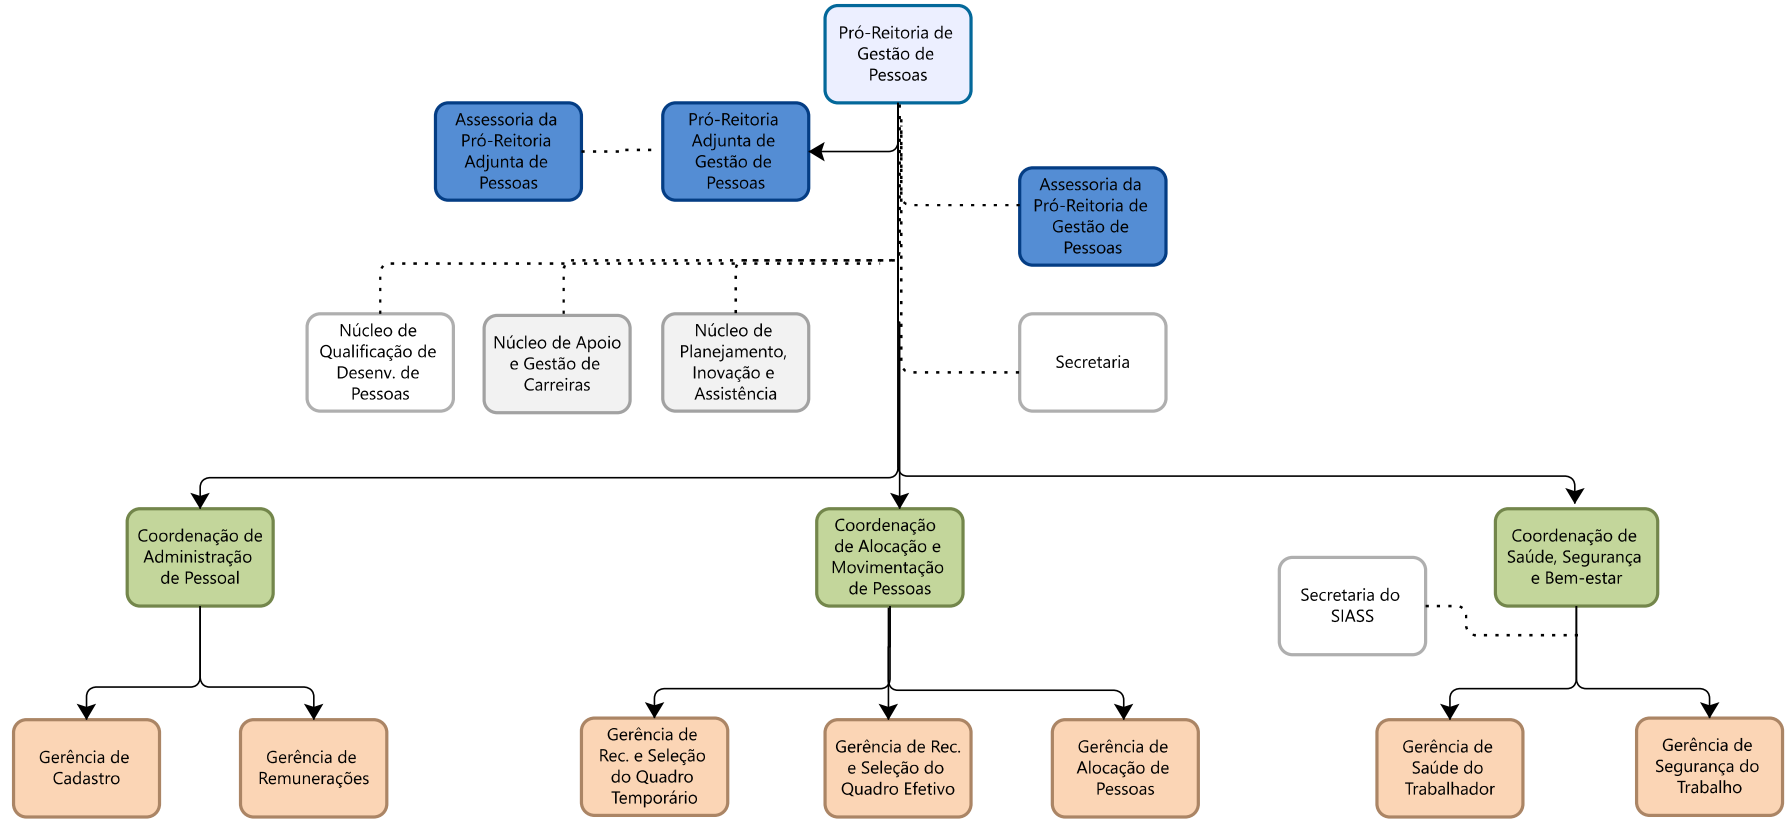 Pró-Reitoria de
Gestão de
Pessoas
Assessoria da
Pró-Reitoria
Adjunta de
Pessoas
Pró-Reitoria
Adjunta de
Gestão de
Pessoas
Assessoria da
Pró-Reitoria de
Gestão de
Pessoas
Núcleo de
Qualificação de
Desenv. de
Pessoas
Núcleo de Apoio
e Gestão de
Carreiras
Núcleo de
Planejamento,
Inovação e
Assistência
Secretaria
Coordenação de
Administração
de Pessoal
Coordenação
de Alocação e
Movimentação
de Pessoas
Secretaria do
SIASS
Coordenação de
Saúde, Segurança
e Bem-estar
Gerência de
Cadastro
Gerência de
Remunerações
Gerência de
Rec. e Seleção
do Quadro
Temporário
Gerência de Rec.
e Seleção do
Quadro Efetivo
Gerência de
Alocação de
Pessoas
Gerência de
Saúde do
Trabalhador
Gerência de
Segurança do
Trabalho